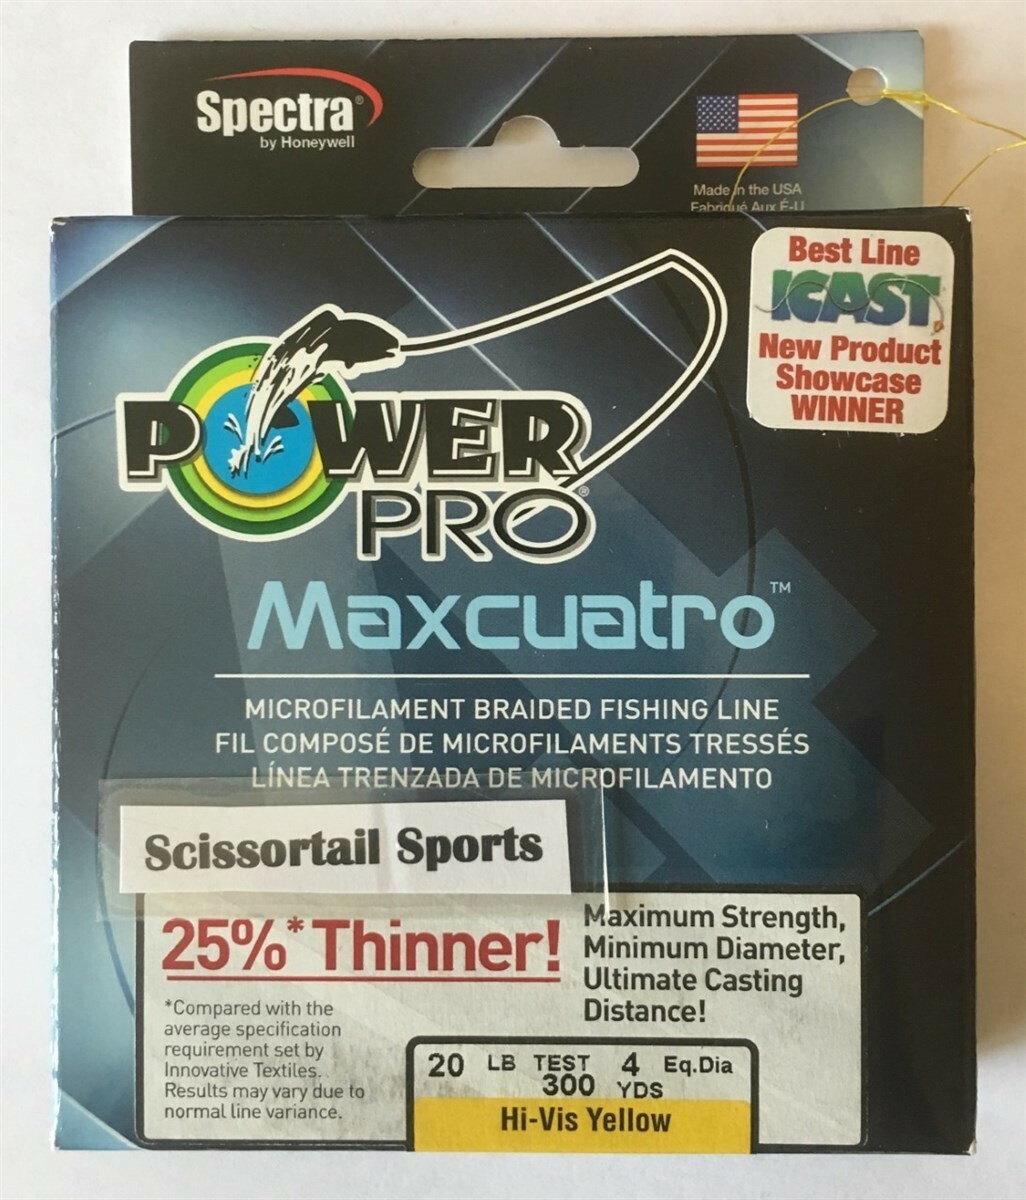 Spectra®
by Honeywell
Made in the USA
Fabriqué Aux É-U
Best Line
ICAST
New Product
Showcase
WINNER
POWER
PRO®
Maxcuatro™
MICROFILAMENT BRAIDED FISHING LINE
FIL COMPOSÉ DE MICROFILAMENTS TRESSÉS
LÍNEA TRENZADA DE MICROFILAMENTO
Scissortail Sports
25%* Thinner!
*Compared with the
average specification
requirement set by
Innovative Textiles.
Results may vary due to
normal line variance.
Maximum Strength,
Minimum Diameter,
Ultimate Casting
Distance!
20 LB TEST 4 Eq.Dia
300 YDS
Hi-Vis Yellow